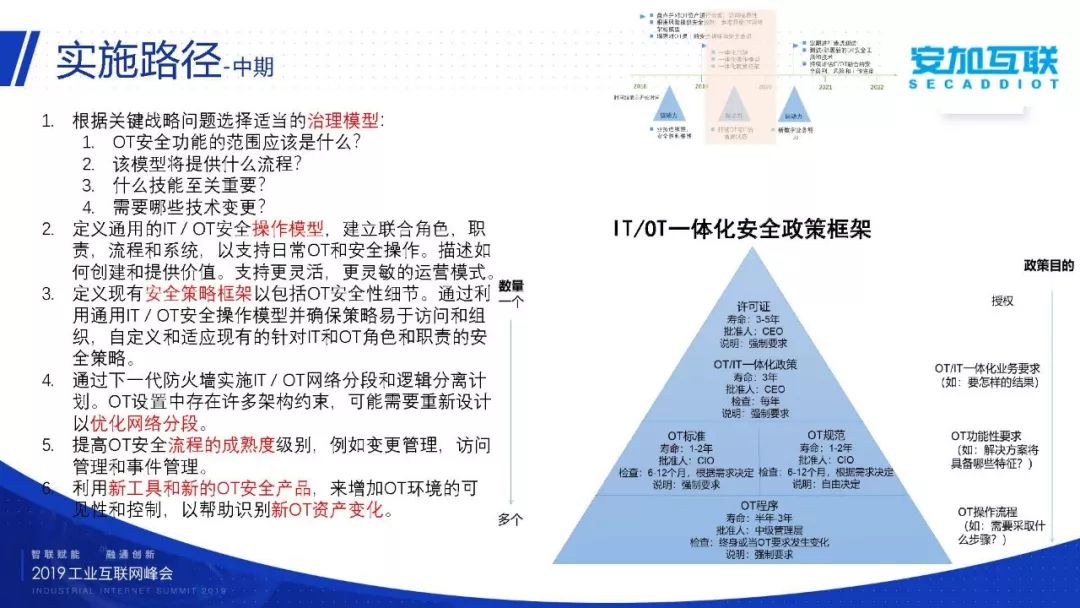 实施路径-中期
安加互联
SECADDIOT
2018
2019
2020
2021
2022
1. 根据关键战略问题选择适当的治理模型:
1. OT安全功能的范围应该是什么?
2. 该模型将提供什么流程?
3. 什么技能至关重要?
4. 需要哪些技术变更?
2. 定义通用的IT / OT安全操作模型，建立联合角色，职
责，流程和系统，以支持日常OT和安全操作。描述如
何创建和提供价值。支持更灵活，更灵敏的运营模式。
3. 定义现有安全策略框架以包括OT安全性细节。通过利
用通用IT / OT安全操作模型并确保策略易于访问和组
织，自定义和适应现有的针对IT和OT角色和职责的安
全策略。
4. 通过下一代防火墙实施IT / OT网络分段和逻辑分离计
划。OT设置中存在许多架构约束，可能需要重新设计
以优化网络分段。
5. 提高OT安全流程的成熟度级别，例如变更管理，访问
管理和事件管理。
6. 利用新工具和新的OT安全产品，来增加OT环境的可
见性和控制，以帮助识别新OT资产变化。
IT/OT一体化安全政策框架
数量
一个
多个
许可证
寿命：3-5年
批准人：CEO
说明：强制要求
OT/IT一体化政策
寿命：3年
批准人：CEO
检查：每年
说明：强制要求
OT标准
寿命：1-2年
批准人：CIO
检查：6-12个月，根据需求决定
说明：强制要求
OT规范
寿命：1-2年
批准人：CIO
检查：6-12个月，根据需求决定
说明：自由决定
OT程序
寿命：半年-3年
批准人：中级管理层
检查：终身或当OT要求发生变化
说明：强制要求
政策目的
授权
OT/IT一体化业务要求
(如：要怎样的结果)
OT功能性要求
(如：解决方案将
具备哪些特征？)
OT操作流程
(如：需要采取什
么步骤？)
智联赋能 融通创新
2019工业互联网峰会
INDUSTRIAL INTERNET SUMMIT 2019